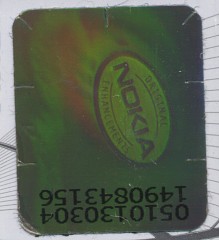 ORIGINAL
NOKIA
ENHANCEMENTS
0510130304
1490843156